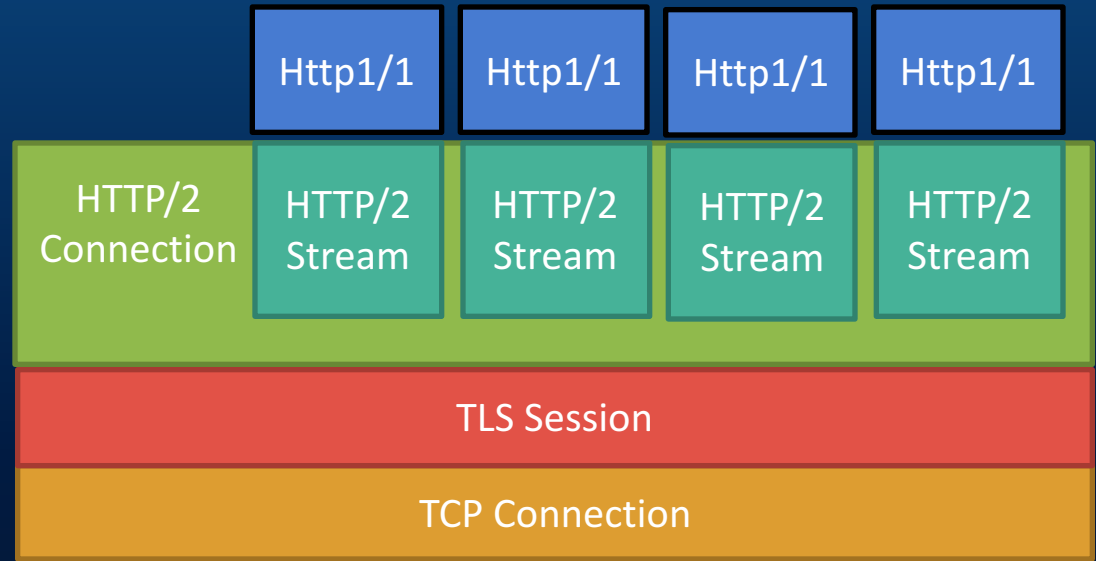 Http1/1
Http1/1
Http1/1
Http1/1
HTTP/2
Connection
HTTP/2
Stream
HTTP/2
Stream
HTTP/2
Stream
HTTP/2
Stream
TLS Session
TCP Connection